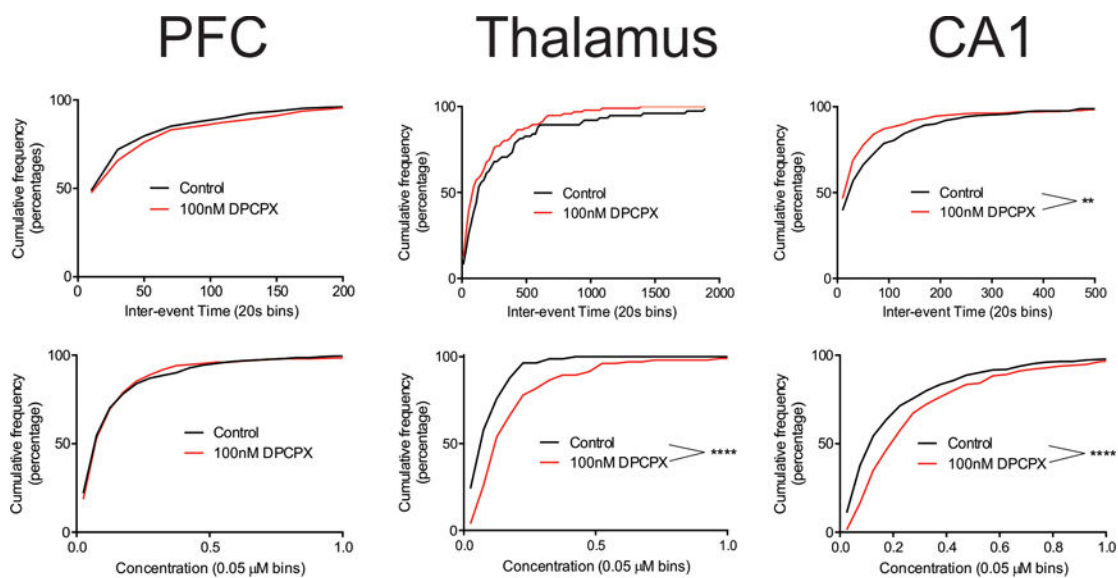 PFC
Thalamus
CA1
Cumulative frequency
(percentages)
100
50
0
0
50
100
150
200
Control
100nM DPCPX
Inter-event Time (20s bins)
Cumulative frequency
(percentage)
100
50
0
0
500
1000
1500
2000
Control
100nM DPCPX
Inter-event Time (20s bins)
Cumulative frequency
(percentage)
100
50
0
0
100
200
300
400
500
Control
100nM DPCPX
**
Inter-event Time (20s bins)
Cumulative frequency
(percentage)
100
50
0
0.0
0.5
1.0
Control
100nM DPCPX
Concentration (0.05 μM bins)
Cumulative frequency
(percentage)
100
50
0
0.0
0.5
1.0
Control
100nM DPCPX
****
Concentration (0.05 μM bins)
Cumulative frequency
(percentage)
100
50
0
0.0
0.2
0.4
0.6
0.8
1.0
Control
100nM DPCPX
****
Concentration (0.05 μM bins)